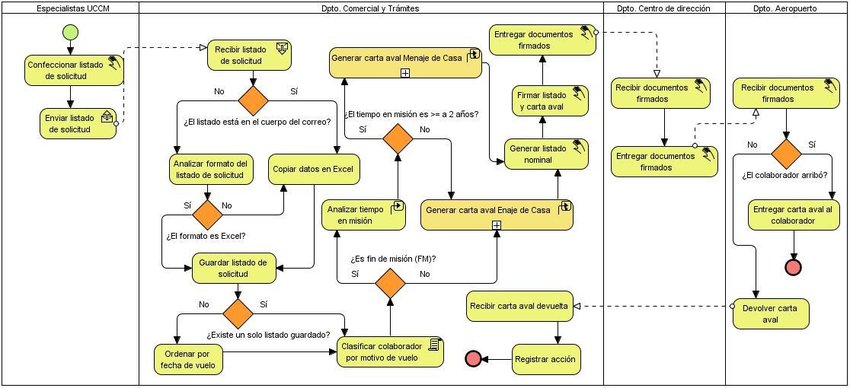 Especialistas UCCM
Dpto. Comercial y Trámites
Dpto. Centro de dirección
Dpto. Aeropuerto
Confeccionar listado
de solicitud
Enviar listado
de solicitud
Recibir listado
de solicitud
No
Sí
¿El listado está en el cuerpo del correo?
Analizar formato del
listado de solicitud
Copiar datos en Excel
Sí
No
¿El formato es Excel?
Guardar listado de
solicitud
No
Sí
¿Existe un solo listado guardado?
Ordenar por
fecha de vuelo
Clasificar colaborador
por motivo de vuelo
¿Es fin de misión (FM)?
Sí
No
Analizar tiempo
en misión
¿El tiempo en misión es >= a 2 años?
Sí
No
Generar carta aval Menaje de Casa
Generar carta aval Enaje de Casa
Generar listado
nominal
Firmar listado
y carta aval
Entregar documentos
firmados
Recibir documentos
firmados
Entregar documentos
firmados
Recibir documentos
firmados
No
Sí
¿El colaborador arribó?
Entregar carta aval al
colaborador
Devolver carta
aval
Recibir carta aval devuelta
Registrar acción